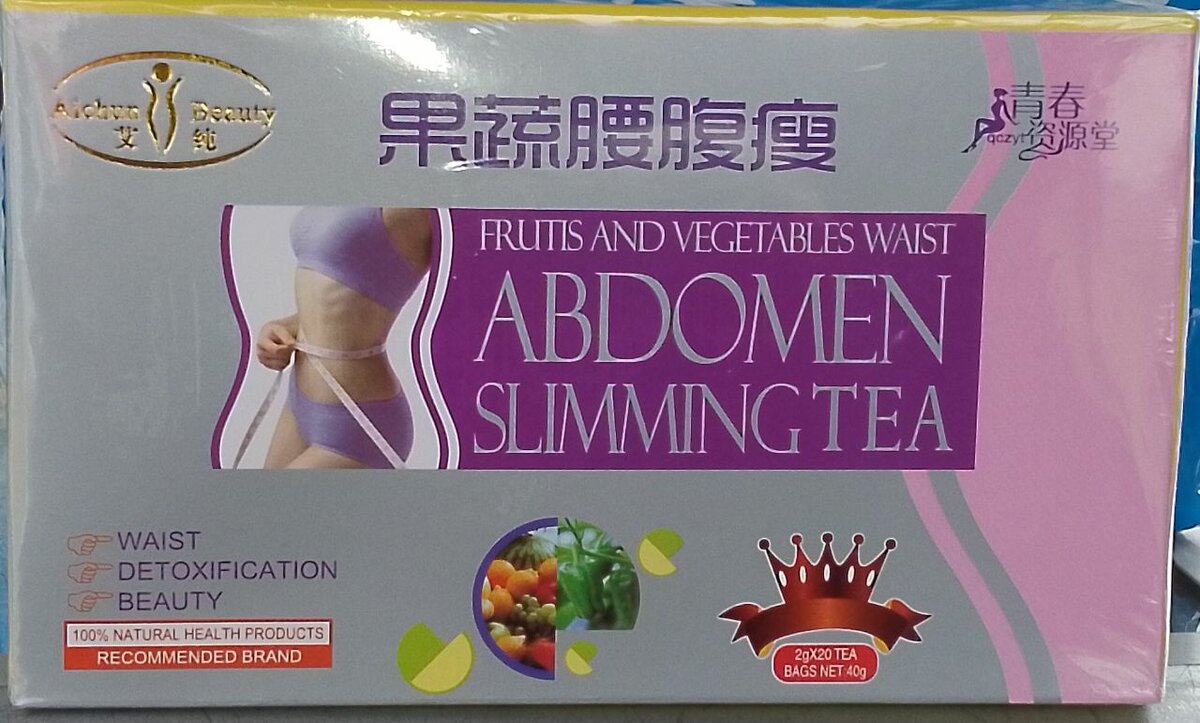 Aichun Beauty
艾 纯
果蔬腰腹瘦
青春
qczyt 资源堂
FRUTIS AND VEGETABLES WAIST
ABDOMEN
SLIMMING TEA
WAIST
DETOXIFICATION
BEAUTY
100% NATURAL HEALTH PRODUCTS
RECOMMENDED BRAND
2gX20 TEA
BAGS NET 40g